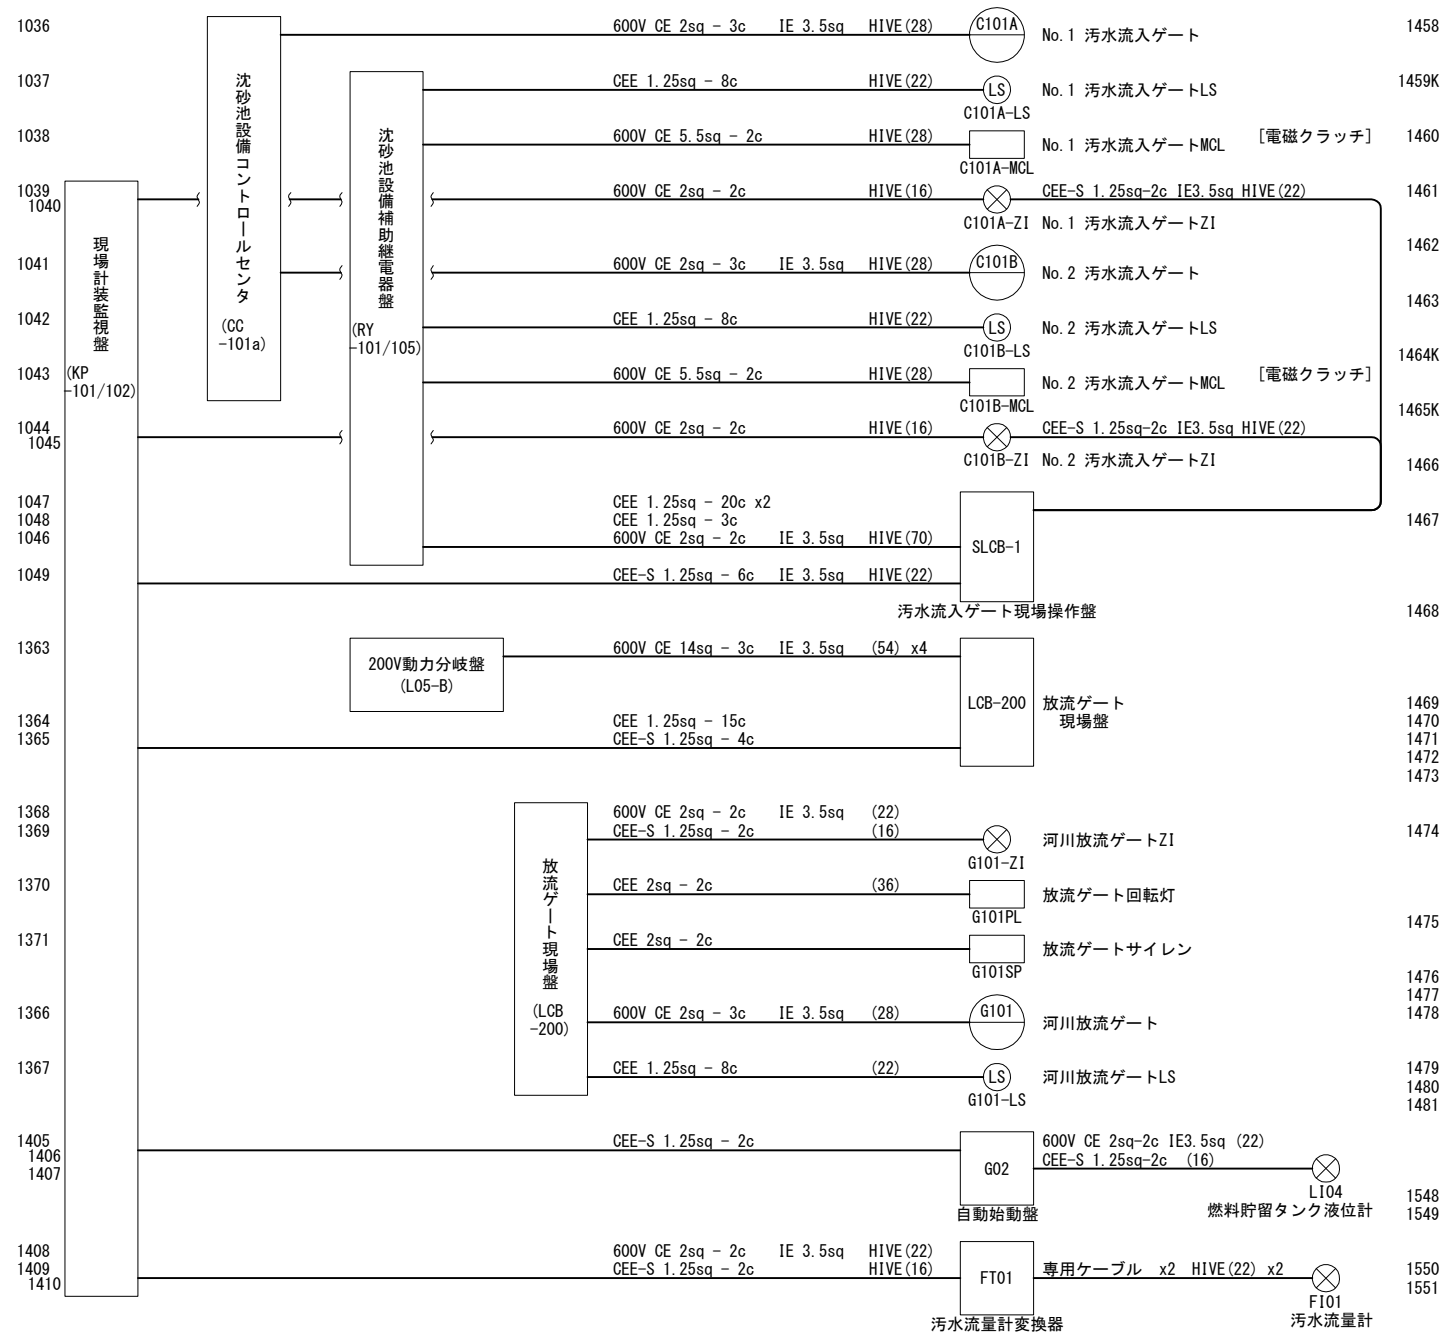 1036 600V CE 2sq - 3c IE 3.5sq HIVE(28) C101A No.1 汚水流入ゲート 1458
1037 CEE 1.25sq - 8c HIVE(22) LS No.1 汚水流入ゲートLS 1459K
C101A-LS
1038 600V CE 5.5sq - 2c HIVE(28) No.1 汚水流入ゲートMCL [電磁クラッチ] 1460
C101A-MCL
沈砂池設備コントロールセンタ
(CC
-101a)
沈砂池設備補助継電器盤
(RY
-101/105)
現場計装監視盤
(KP
-101/102)
1039 600V CE 2sq - 2c HIVE(16) CEE-S 1.25sq-2c IE3.5sq HIVE(22) 1461
1040
C101A-ZI No.1 汚水流入ゲートZI
1462
1041 600V CE 2sq - 3c IE 3.5sq HIVE(28) C101B No.2 汚水流入ゲート
1463
1042 CEE 1.25sq - 8c HIVE(22) LS No.2 汚水流入ゲートLS
C101B-LS
1464K
1043 600V CE 5.5sq - 2c HIVE(28) No.2 汚水流入ゲートMCL [電磁クラッチ]
C101B-MCL
1465K
1044 600V CE 2sq - 2c HIVE(16) CEE-S 1.25sq-2c IE3.5sq HIVE(22)
1045
C101B-ZI No.2 汚水流入ゲートZI
1466
1047 CEE 1.25sq - 20c x2
1048 CEE 1.25sq - 3c 1467
1046 600V CE 2sq - 2c IE 3.5sq HIVE(70) SLCB-1
1049 CEE-S 1.25sq - 6c IE 3.5sq HIVE(22)
汚水流入ゲート現場操作盤 1468
1363 600V CE 14sq - 3c IE 3.5sq (54) x4
200V動力分岐盤
(L05-B)
LCB-200 放流ゲート 1469
現場盤
1364 CEE 1.25sq - 15c 1470
1365 CEE-S 1.25sq - 4c 1471
1472
1473
1368 600V CE 2sq - 2c IE 3.5sq (22)
1369 CEE-S 1.25sq - 2c (16) 河川放流ゲートZI 1474
G101-ZI
放流ゲート現場盤
(LCB
-200)
1370 CEE 2sq - 2c (36) 放流ゲート回転灯
G101PL
1475
1371 CEE 2sq - 2c 放流ゲートサイレン
G101SP
1476
1477
1366 600V CE 2sq - 3c IE 3.5sq (28) G101 河川放流ゲート 1478
1367 CEE 1.25sq - 8c (22) LS 河川放流ゲートLS 1479
G101-LS
1480
1481
1405 CEE-S 1.25sq - 2c 600V CE 2sq-2c IE3.5sq (22)
1406 CEE-S 1.25sq-2c (16)
1407 G02
LI04
自動始動盤 燃料貯留タンク液位計
1548
1549
1408 600V CE 2sq - 2c IE 3.5sq HIVE(22)
1409 CEE-S 1.25sq - 2c HIVE(16) FT01 専用ケーブル x2 HIVE(22) x2 1550
1410 1551
FI01
汚水流量計変換器 汚水流量計